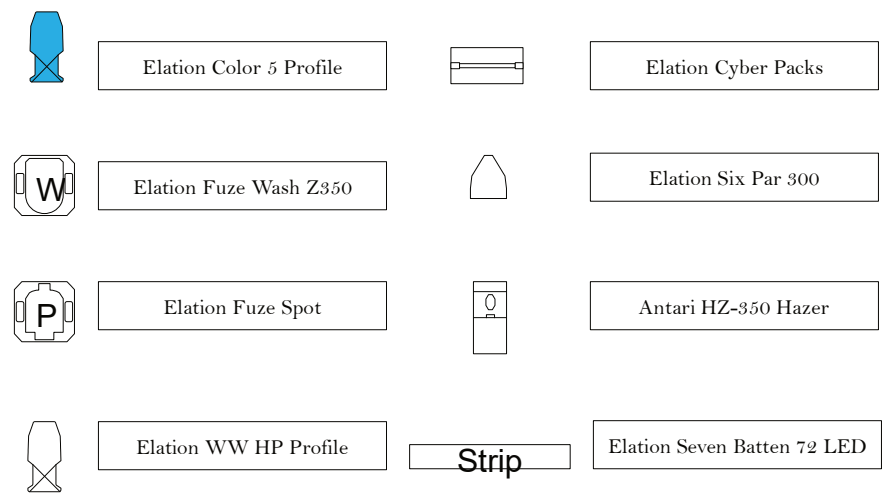 Elation Color 5 Profile
Elation Cyber Packs
W
Elation Fuze Wash Z350
Elation Six Par 300
P
Elation Fuze Spot
Antari HZ-350 Hazer
Elation WW HP Profile
Strip
Elation Seven Batten 72 LED